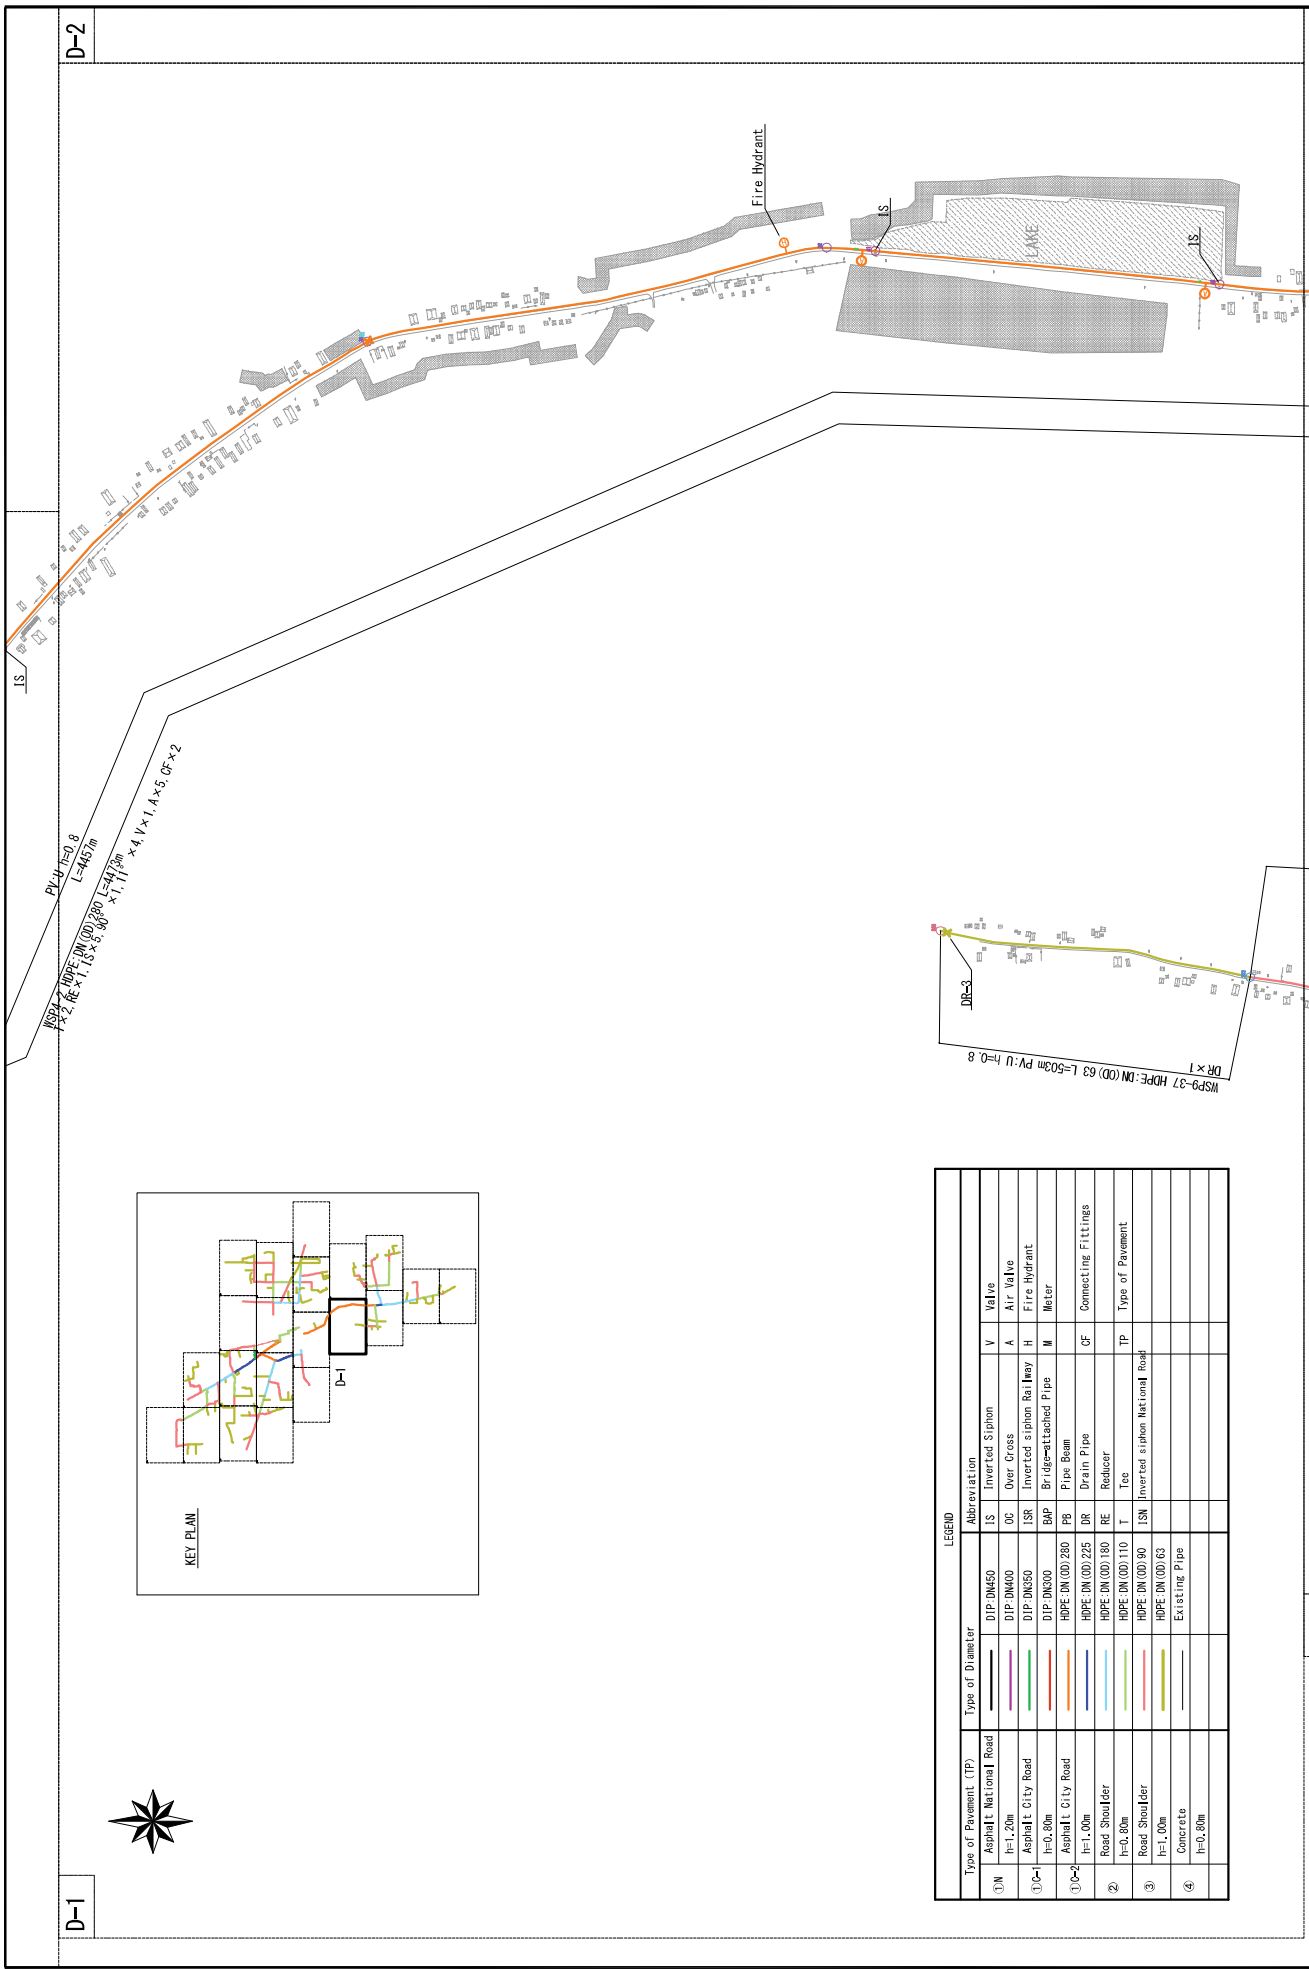 D-2
Fire Hydrant
IS
LAKE
IS
IS
PV:U h=0.8
L=4457m
WSP4-2 HDPE:DN(OD)280 L=4473m
T×2, RE×1, IS×5, 90°×1, 11°×4, V×1, A×5, CF×2
DR-3
WSP9-37 HDPE:DN(OD)63 L=503m PV:U h=0.8
DR×1
KEY PLAN
D-1
LEGEND
Type of Pavement (TP) Type of Diameter Abbreviation
①N Asphalt National Road DIP:DN450 IS Inverted Siphon V Valve
h=1.20m DIP:DN400 OC Over Cross A Air Valve
①C-1 Asphalt City Road DIP:DN350 ISR Inverted siphon Railway H Fire Hydrant
h=0.80m DIP:DN300 BAP Bridge-attached Pipe M Meter
①C-2 Asphalt City Road HDPE:DN(OD)280 PB Pipe Beam
h=1.00m HDPE:DN(OD)225 DR Drain Pipe CF Connecting Fittings
② Road Shoulder HDPE:DN(OD)180 RE Reducer
h=0.80m HDPE:DN(OD)110 T Tee TP Type of Pavement
③ Road Shoulder HDPE:DN(OD)90 ISN Inverted siphon National Road
h=1.00m HDPE:DN(OD)63
④ Concrete Existing Pipe
h=0.80m
D-1